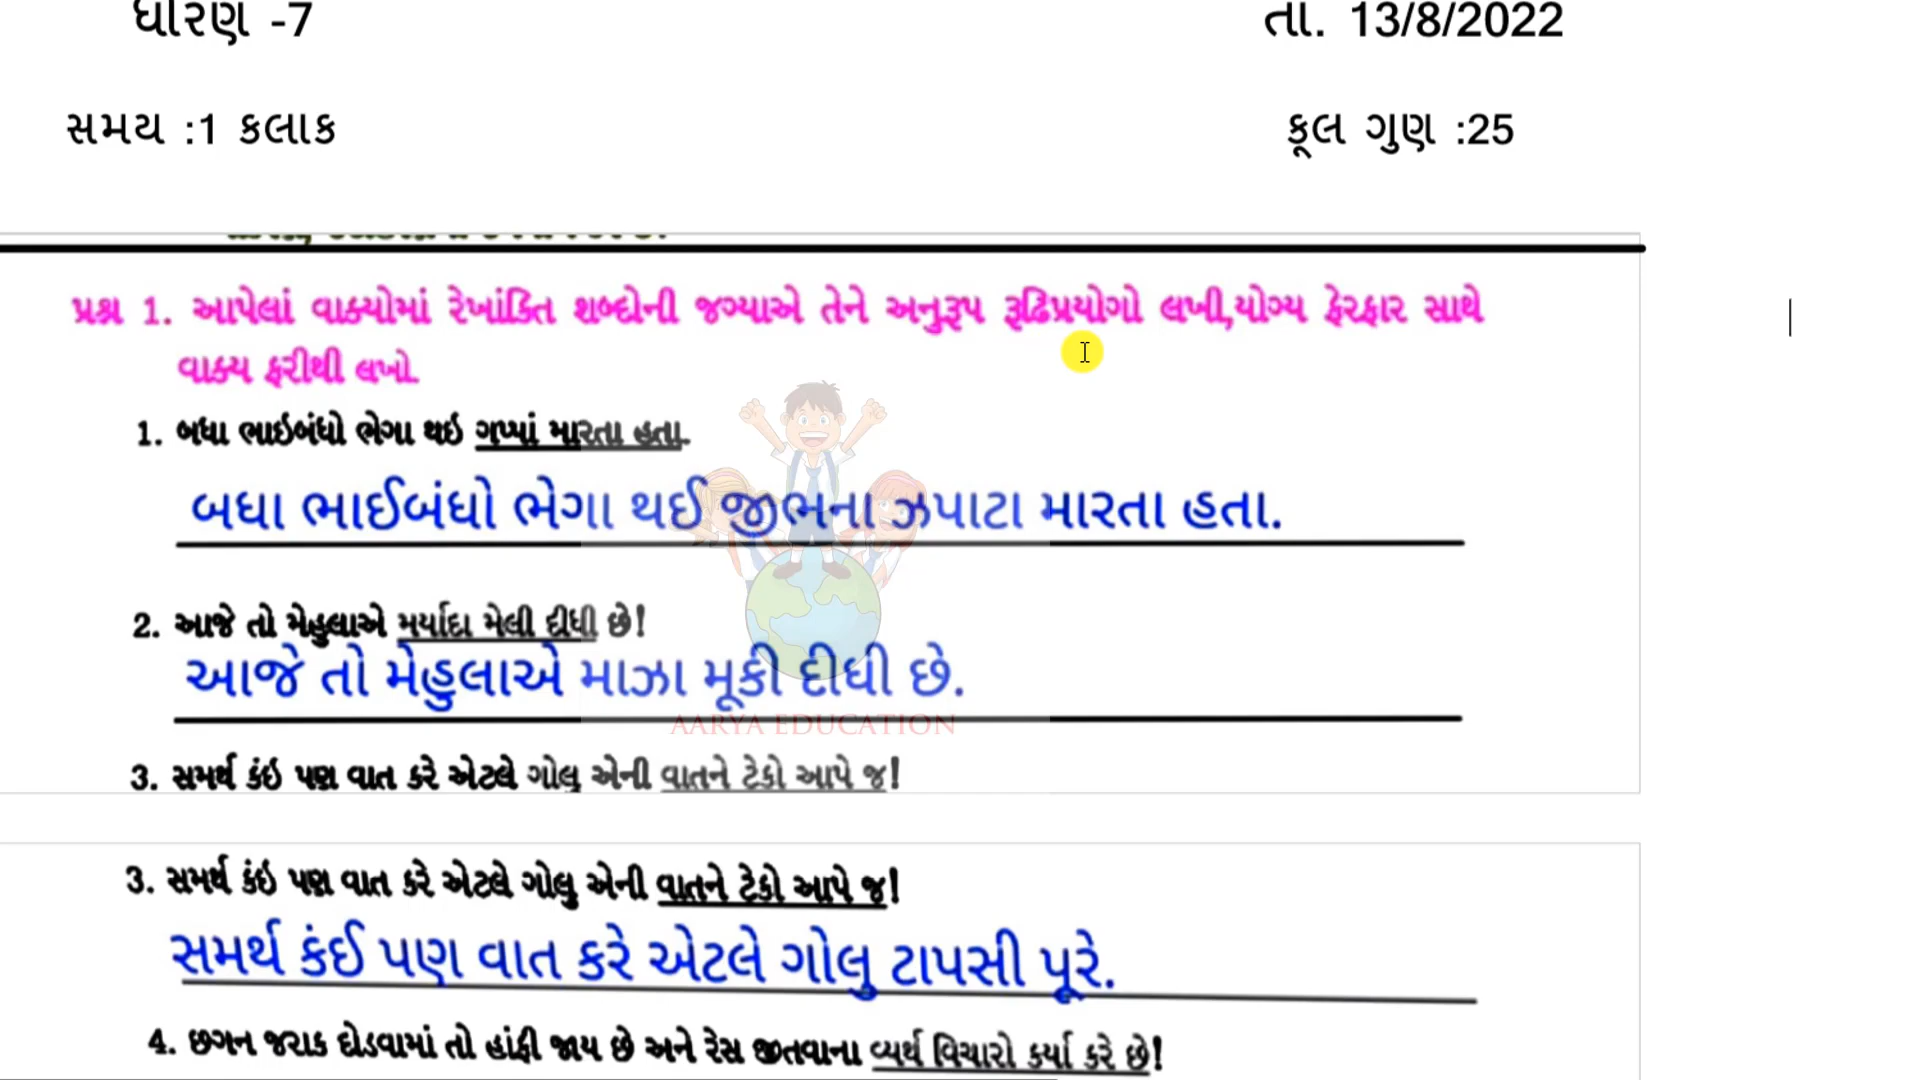 ધોરણ -7
તા. 13/8/2022
સમય :1 કલાક
કૂલ ગુણ :25
પ્રશ્ન 1. આપેલાં વાક્યોમાં રેખાંકિત શબ્દોની જગ્યાએ તેને અનુરૂપ રૂઢિપ્રયોગો લખી,યોગ્ય ફેરફાર સાથે
વાક્ય ફરીથી લખો.
1. બધા ભાઇબંધો ભેગા થઇ ગપ્પાં મારતા હતા.
બધા ભાઈબંધો ભેગા થઈ જીભના ઝપાટા મારતા હતા.
2. આજે તો મેહુલાએ મર્યાદા મેલી દીધી છે!
આજે તો મેહુલાએ માઝા મૂકી દીધી છે.
AARYA EDUCATION
3. સમર્થ કંઇ પણ વાત કરે એટલે ગોલુ એની વાતને ટેકો આપે જ!
3. સમર્થ કંઇ પણ વાત કરે એટલે ગોલુ એની વાતને ટેકો આપે જ!
સમર્થ કંઈ પણ વાત કરે એટલે ગોલુ ટાપસી પૂરે.
4. છગન જરાક દોડવામાં તો હાંફી જાય છે અને રેસ જીતવાના વ્યર્થ વિચારો કર્યા કરે છે!